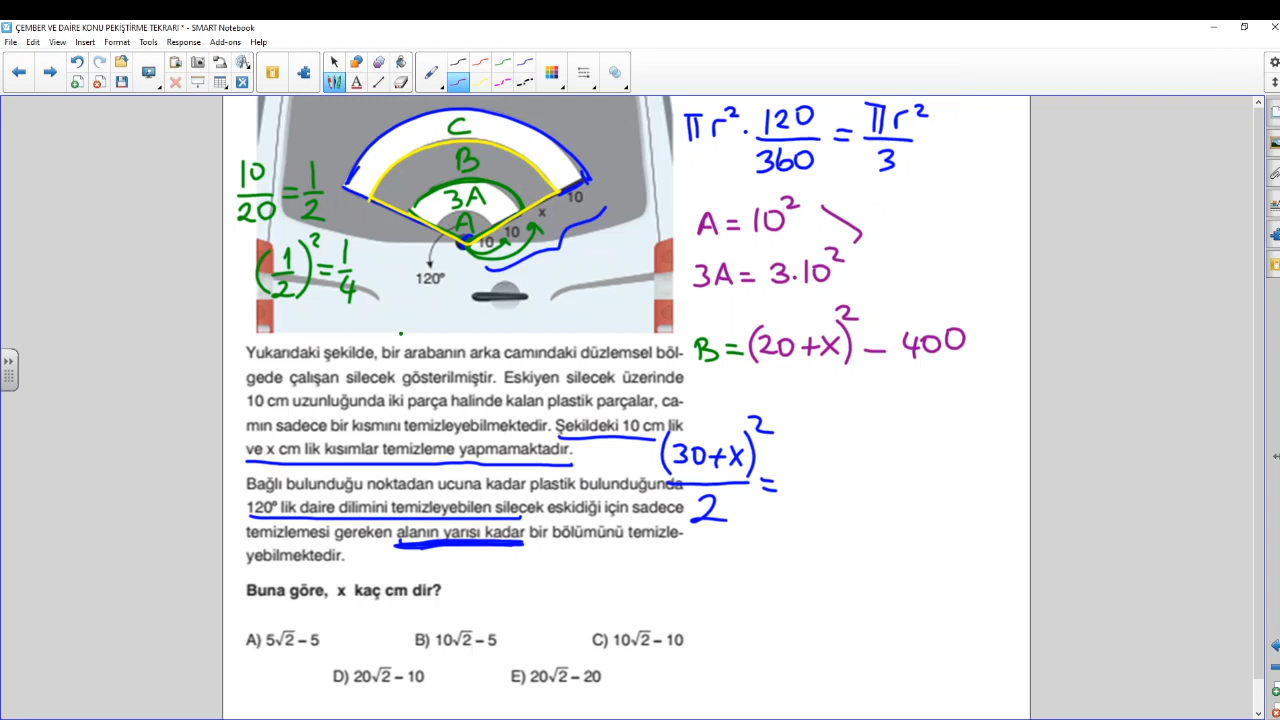 ÇEMBER VE DAİRE KONU PEKİŞTİRME TEKRARI * - SMART Notebook
File Edit View Insert Format Tools Response Add-ons Help
C
B
3A
A
10
x
10
10
120º
10/20 = 1/2
(1/2)² = 1/4
πr² · 120/360 = πr²/3
A = 10²
3A = 3·10²
B = (20+x)² – 400
(30+x)²/2 =
Yukarıdaki şekilde, bir arabanın arka camındaki düzlemsel böl-
gede çalışan silecek gösterilmiştir. Eskiyen silecek üzerinde
10 cm uzunluğunda iki parça halinde kalan plastik parçalar, ca-
mın sadece bir kısmını temizleyebilmektedir. Şekildeki 10 cm lik
ve x cm lik kısımlar temizleme yapmamaktadır.
Bağlı bulunduğu noktadan ucuna kadar plastik bulunduğunda
120º lik daire dilimini temizleyebilen silecek eskidiği için sadece
temizlemesi gereken alanın yarısı kadar bir bölümünü temizle-
yebilmektedir.
Buna göre, x kaç cm dir?
A) 5√2 – 5 B) 10√2 – 5 C) 10√2 – 10
D) 20√2 – 10 E) 20√2 – 20